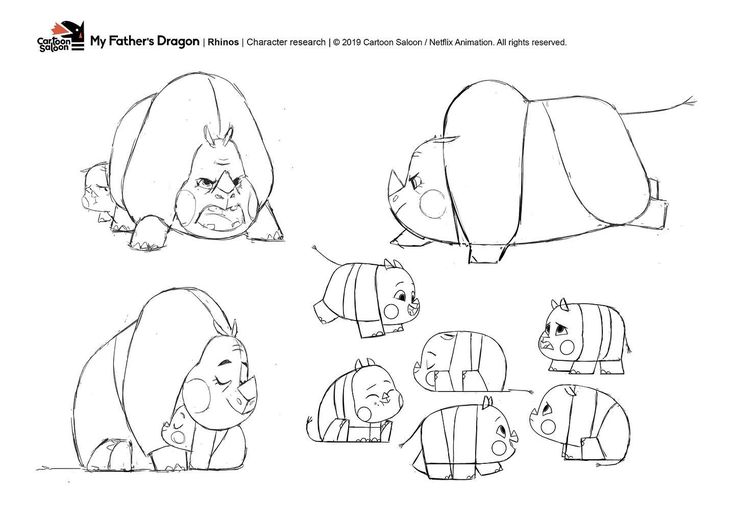 Cartoon
Saloon
My Father's Dragon | Rhinos | Character research | © 2019 Cartoon Saloon / Netflix Animation. All rights reserved.